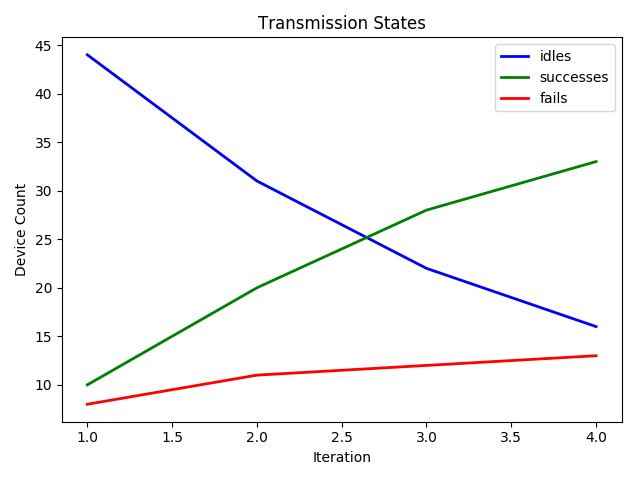 Transmission States
idles
successes
fails
Device Count
45
40
35
30
25
20
15
10
1.0 1.5 2.0 2.5 3.0 3.5 4.0
Iteration